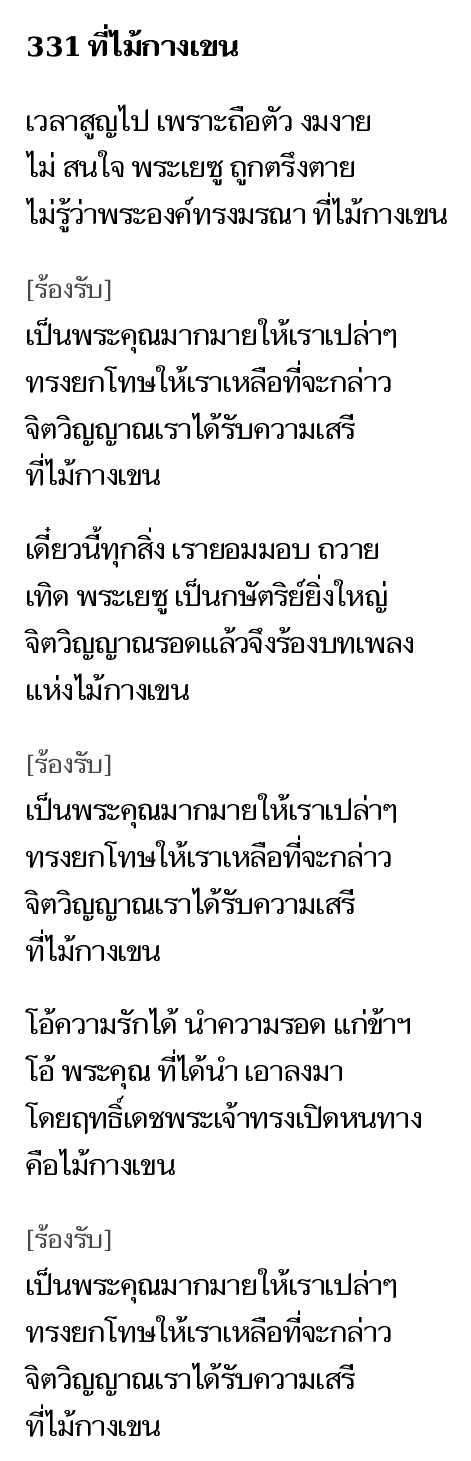 331 ที่ไม้กางเขน
เวลาสูญไป เพราะถือตัว งมงาย
ไม่ สนใจ พระเยซู ถูกตรึงตาย
ไม่รู้ว่าพระองค์ทรงมรณา ที่ไม้กางเขน
[ร้องรับ]
เป็นพระคุณมากมายให้เราเปล่าๆ
ทรงยกโทษให้เราเหลือที่จะกล่าว
จิตวิญญาณเราได้รับความเสรี
ที่ไม้กางเขน
เดี๋ยวนี้ทุกสิ่ง เรายอมมอบ ถวาย
เทิด พระเยซู เป็นกษัตริย์ยิ่งใหญ่
จิตวิญญาณรอดแล้วจึงร้องบทเพลง
แห่งไม้กางเขน
[ร้องรับ]
เป็นพระคุณมากมายให้เราเปล่าๆ
ทรงยกโทษให้เราเหลือที่จะกล่าว
จิตวิญญาณเราได้รับความเสรี
ที่ไม้กางเขน
โอ้ความรักได้ นำความรอด แก่ข้าฯ
โอ้ พระคุณ ที่ได้นำ เอาลงมา
โดยฤทธิ์เดชพระเจ้าทรงเปิดหนทาง
คือไม้กางเขน
[ร้องรับ]
เป็นพระคุณมากมายให้เราเปล่าๆ
ทรงยกโทษให้เราเหลือที่จะกล่าว
จิตวิญญาณเราได้รับความเสรี
ที่ไม้กางเขน